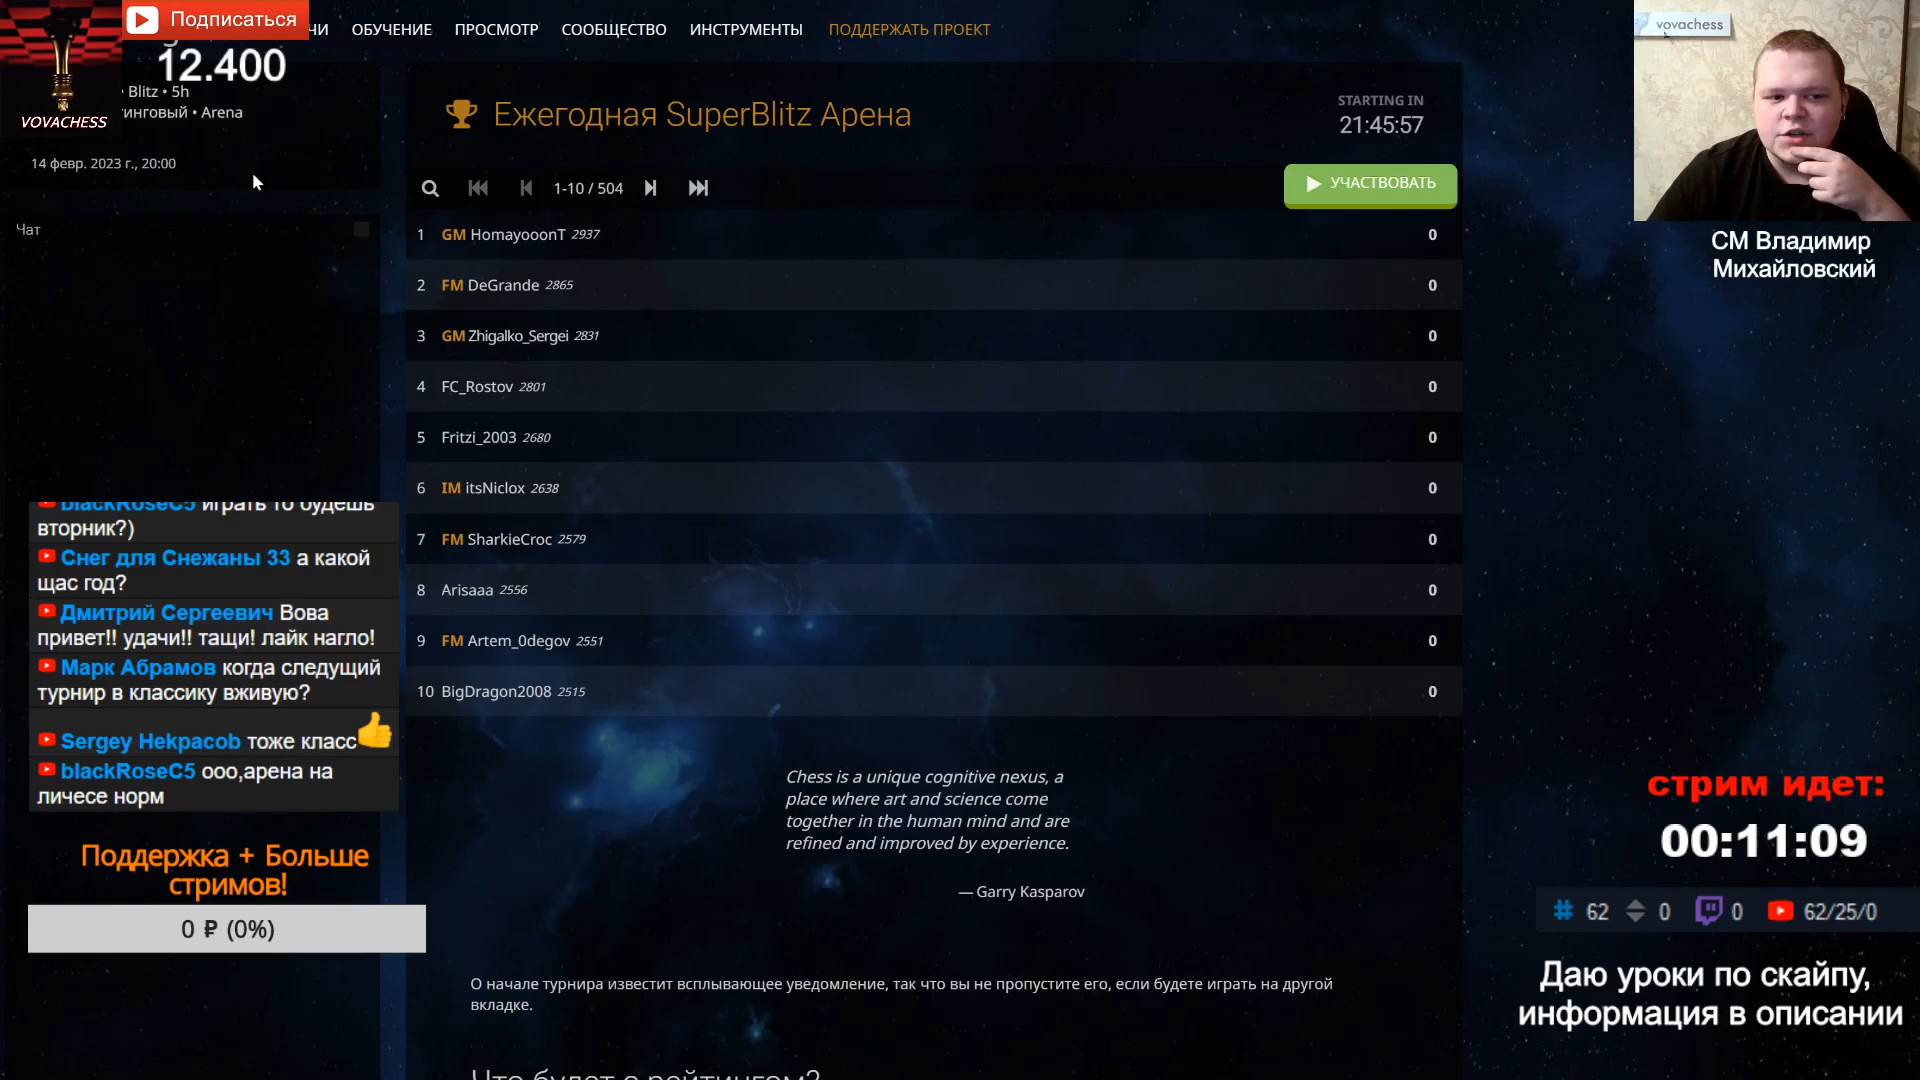 Подписаться
12.400
VOVACHESS
ЧИ
ОБУЧЕНИЕ
ПРОСМОТР
СООБЩЕСТВО
ИНСТРУМЕНТЫ
ПОДДЕРЖАТЬ ПРОЕКТ
• Blitz • 5h
тинговый • Arena
14 февр. 2023 г., 20:00
Чат
Ежегодная SuperBlitz Арена
STARTING IN
21:45:57
1-10 / 504
УЧАСТВОВАТЬ
1 GM HomayooonT 2937 0
2 FM DeGrande 2865 0
3 GM Zhigalko_Sergei 2831 0
4 FC_Rostov 2801 0
5 Fritzi_2003 2680 0
6 IM itsNiclox 2638 0
7 FM SharkieCroc 2579 0
8 Arisaaa 2556 0
9 FM Artem_0degov 2551 0
10 BigDragon2008 2515 0
Chess is a unique cognitive nexus, a
place where art and science come
together in the human mind and are
refined and improved by experience.
— Garry Kasparov
О начале турнира известит всплывающее уведомление, так что вы не пропустите его, если будете играть на другой
вкладке.
Что будет с рейтингом?
blackRoseC5 играть то будешь
вторник?)
Снег для Снежаны 33 а какой
щас год?
Дмитрий Сергеевич Вова
привет!! удачи!! тащи! лайк нагло!
Марк Абрамов когда следущий
турнир в классику вживую?
Sergey Hekpacob тоже класс
blackRoseC5 ооо,арена на
личесе норм
Поддержка + Больше
стримов!
0 ₽ (0%)
vovachess
СМ Владимир
Михайловский
стрим идет:
00:11:09
62 0 0 62/25/0
Даю уроки по скайпу,
информация в описании